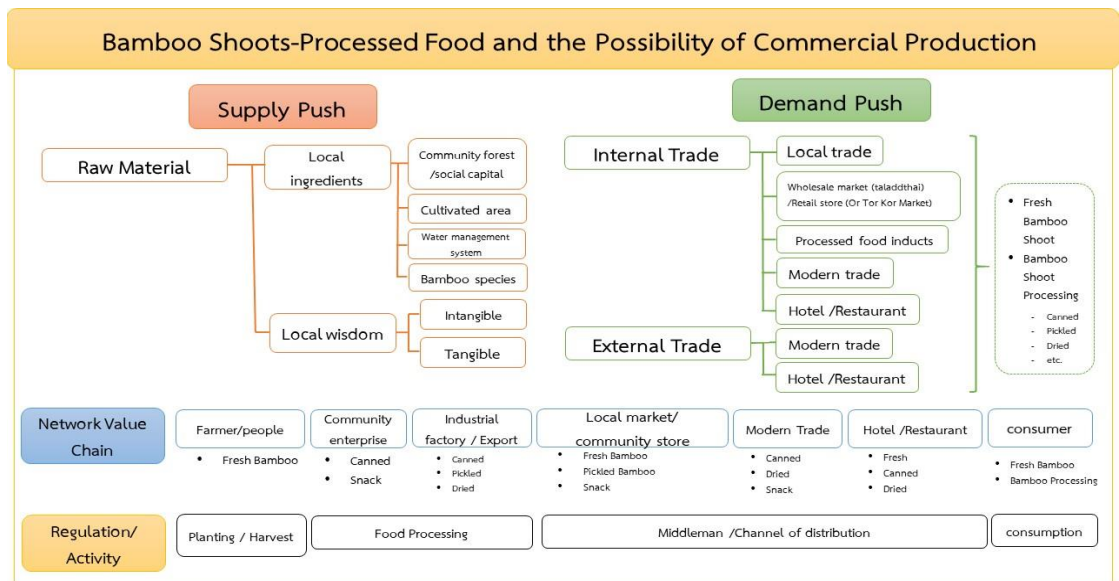 Bamboo Shoots-Processed Food and the Possibility of Commercial Production
Supply Push
Demand Push
Raw Material
Local
ingredients
Community forest
/social capital
Cultivated area
Water management
system
Bamboo species
Local wisdom
Intangible
Tangible
Internal Trade
Local trade
Wholesale market (taladdthai)
/Retail store (Or Tor Kor Market)
Processed food inducts
Modern trade
Hotel /Restaurant
External Trade
Modern trade
Hotel /Restaurant
• Fresh
Bamboo
Shoot
• Bamboo
Shoot
Processing
- Canned
- Pickled
- Dried
- etc.
Network Value
Chain
Farmer/people
• Fresh Bamboo
Community
enterprise
• Canned
• Snack
Industrial
factory / Export
• Canned
• Pickled
• Dried
Local market/
community store
• Fresh Bamboo
• Pickled Bamboo
• Snack
Modern Trade
• Canned
• Dried
• Snack
Hotel /Restaurant
• Fresh
• Canned
• Dried
consumer
• Fresh Bamboo
• Bamboo Processing
Regulation/
Activity
Planting / Harvest
Food Processing
Middleman /Channel of distribution
consumption